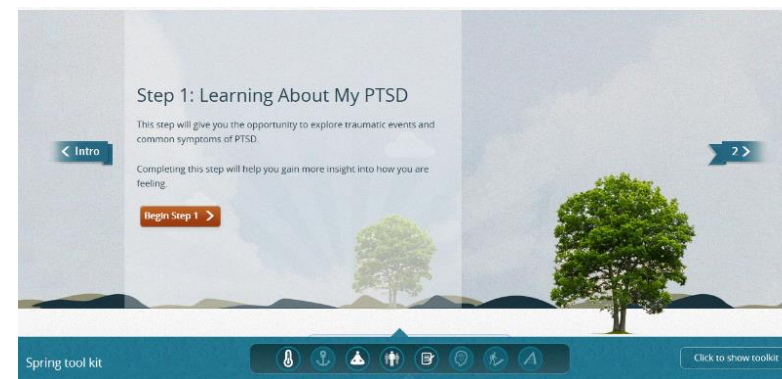 Step 1: Learning About My PTSD
This step will give you the opportunity to explore traumatic events and
common symptoms of PTSD.
Completing this step will help you gain more insight into how you are
feeling.
< Intro
2 >
Begin Step 1 >
Spring tool kit
Click to show toolkit